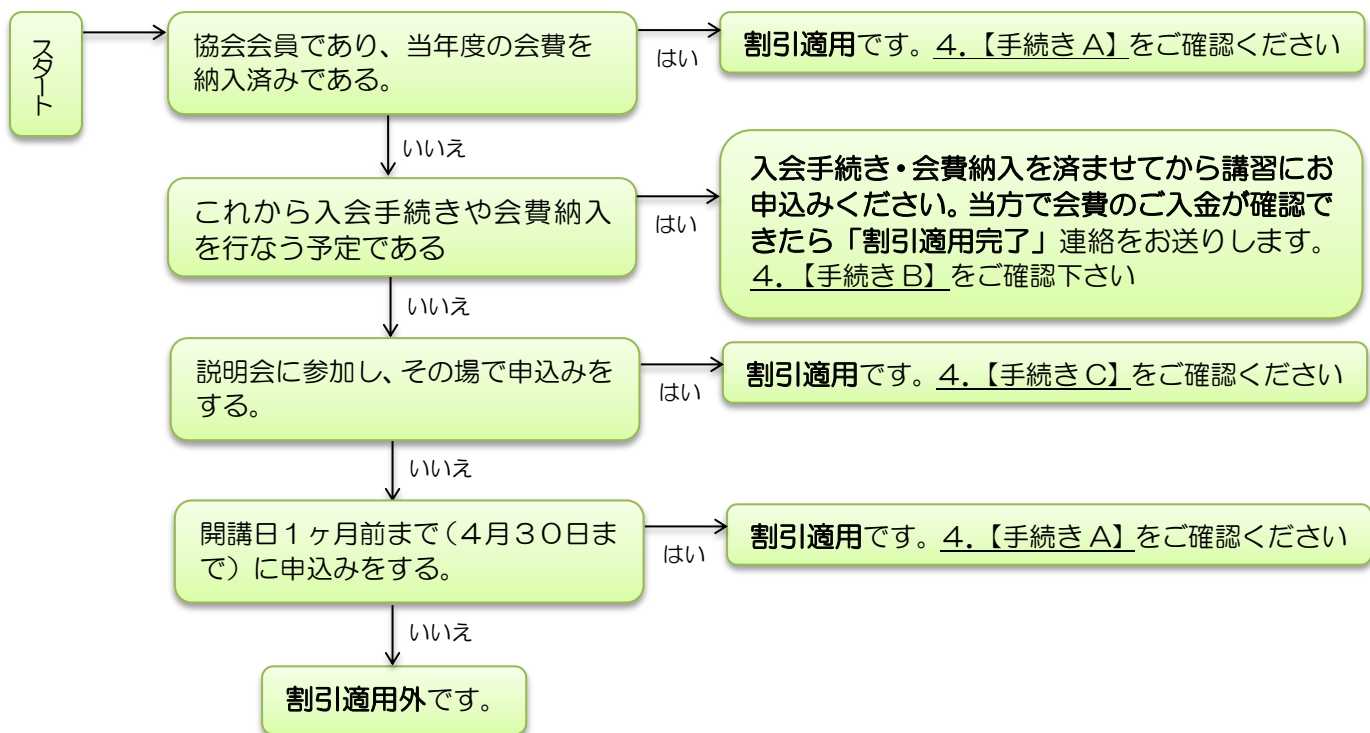 スタート
協会会員であり、当年度の会費を
納入済みである。
はい
割引適用です。４．【手続きＡ】をご確認ください
いいえ
これから入会手続きや会費納入
を行なう予定である
はい
入会手続き・会費納入を済ませてから講習にお
申込みください。当方で会費のご入金が確認で
きたら「割引適用完了」連絡をお送りします。
４．【手続きＢ】をご確認下さい
いいえ
説明会に参加し、その場で申込みを
する。
はい
割引適用です。４．【手続きＣ】をご確認ください
いいえ
開講日１ヶ月前まで（４月３０日ま
で）に申込みをする。
はい
割引適用です。４．【手続きＡ】をご確認ください
いいえ
割引適用外です。